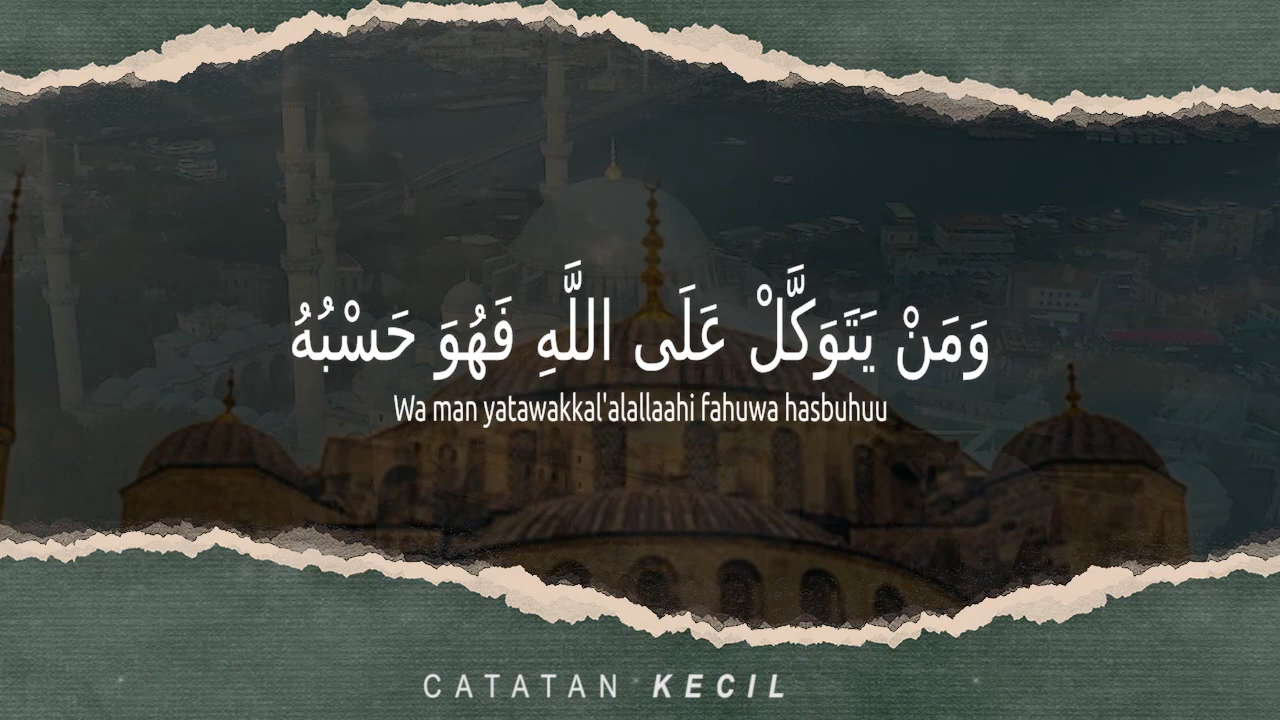 وَمَنْ يَتَوَكَّلْ عَلَى اللَّهِ فَهُوَ حَسْبُهُ
Wa man yatawakkal'alallaahi fahuwa hasbuhuu
CATATAN KECIL